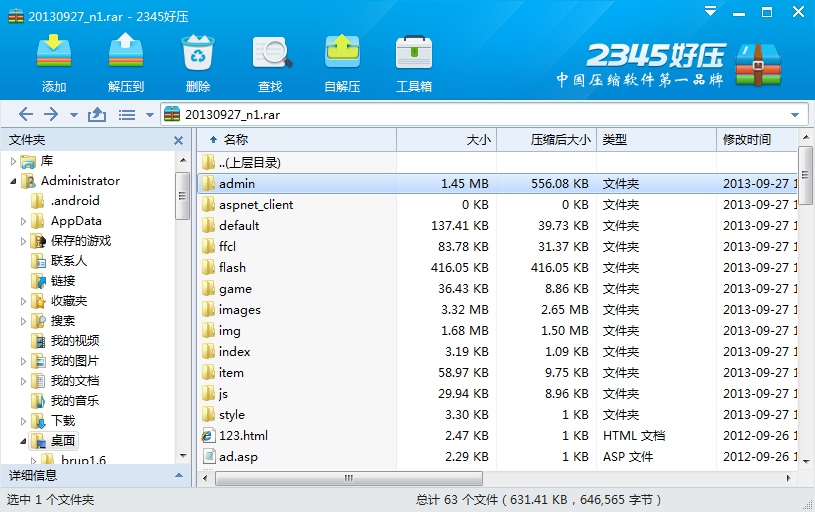 20130927_n1.rar - 2345好压
添加 解压到 删除 查找 自解压 工具箱
2345好压
中国压缩软件第一品牌
20130927_n1.rar
文件夹
库
Administrator
.android
AppData
保存的游戏
联系人
链接
收藏夹
搜索
我的视频
我的图片
我的文档
我的音乐
下载
桌面
brup1.6
详细信息
名称 大小 压缩后大小 类型 修改时间
..(上层目录)
admin 1.45 MB 556.08 KB 文件夹 2013-09-27 1
aspnet_client 0 KB 0 KB 文件夹 2013-09-27 1
default 137.41 KB 39.73 KB 文件夹 2013-09-27 1
ffcl 83.78 KB 31.37 KB 文件夹 2013-09-27 1
flash 416.05 KB 416.05 KB 文件夹 2013-09-27 1
game 36.43 KB 8.86 KB 文件夹 2013-09-27 1
images 3.32 MB 2.65 MB 文件夹 2013-09-27 1
img 1.68 MB 1.50 MB 文件夹 2013-09-27 1
index 3.19 KB 1.09 KB 文件夹 2013-09-27 1
item 58.97 KB 9.75 KB 文件夹 2013-09-27 1
js 29.94 KB 8.96 KB 文件夹 2013-09-27 1
style 3.30 KB 1 KB 文件夹 2013-09-27 1
123.html 2.47 KB 1 KB HTML 文档 2012-09-26 1
ad.asp 2.29 KB 1 KB ASP 文件 2012-09-26 1
选中 1 个文件夹
总计 63 个文件 ( 631.41 KB，646,565 字节 )